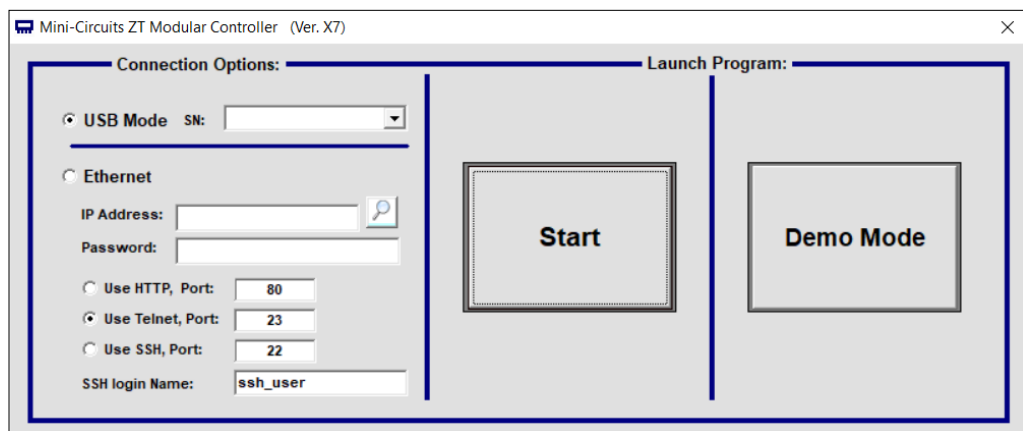 Mini-Circuits ZT Modular Controller (Ver. X7)
Connection Options:
USB Mode SN:
Ethernet
IP Address:
Password:
Use HTTP, Port: 80
Use Telnet, Port: 23
Use SSH, Port: 22
SSH login Name: ssh_user
Launch Program:
Start
Demo Mode